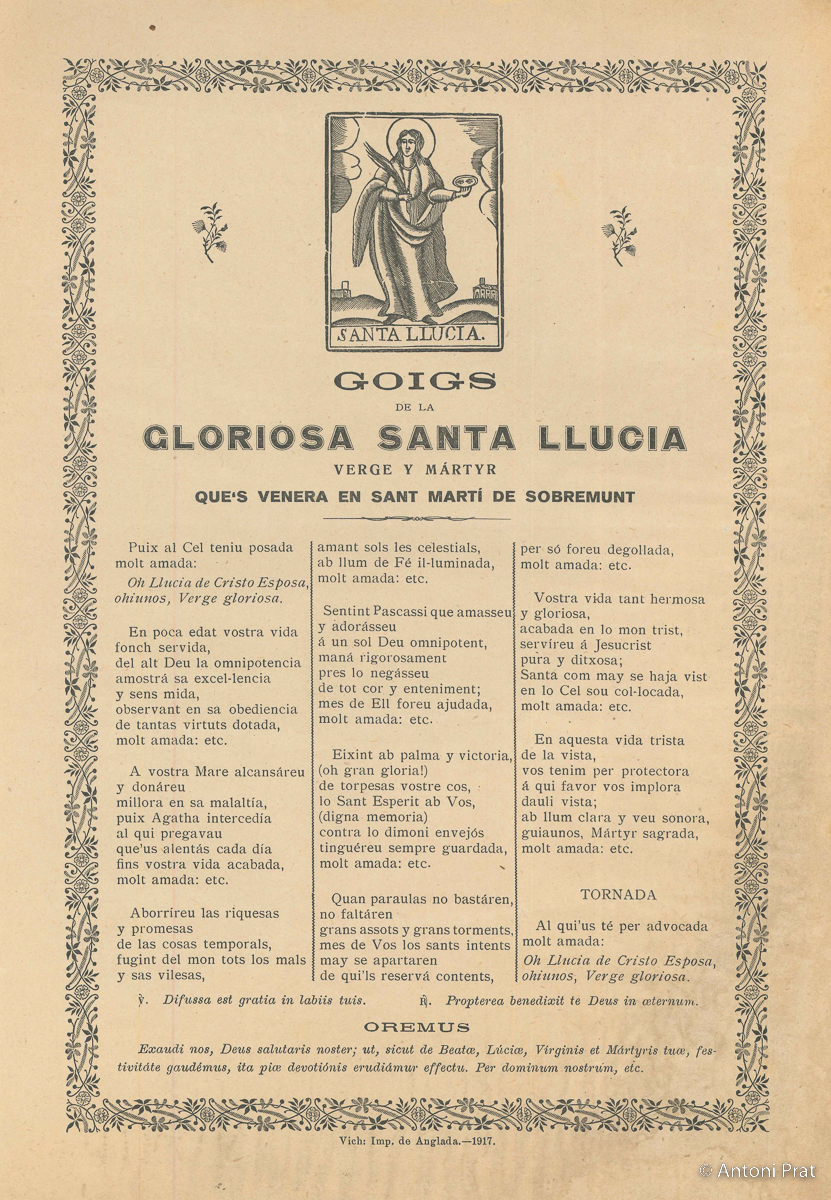 SANTA LLUCIA.
GOIGS
DE LA
GLORIOSA SANTA LLUCIA
VERGE Y MÁRTYR
QUE'S VENERA EN SANT MARTÍ DE SOBREMUNT
Puix al Cel teniu posada
molt amada:
Oh Llucia de Cristo Esposa,
ohiunos, Verge gloriosa.
En poca edat vostra vida
fonch servida,
del alt Deu la omnipotencia
amostrá sa excel-lencia
y sens mida,
observant en sa obediencia
de tantas virtuts dotada,
molt amada: etc.
A vostra Mare alcansáreu
y donáreu
millora en sa malaltía,
puix Agatha intercedía
al qui pregavau
que'us alentás cada día
fins vostra vida acabada,
molt amada: etc.
Aborríreu las riquesas
y promesas
de las cosas temporals,
fugint del mon tots los mals
y sas vilesas,
amant sols les celestials,
ab llum de Fé il-luminada,
molt amada: etc.
Sentint Pascassi que amasseu
y adorásseu
á un sol Deu omnipotent,
maná rigorosament
pres lo negásseu
de tot cor y enteniment;
mes de Ell foreu ajudada,
molt amada: etc.
Eixint ab palma y victoria,
(oh gran gloria!)
de torpesas vostre cos,
lo Sant Esperit ab Vos,
(digna memoria)
contra lo dimoni envejós
tinguéreu sempre guardada,
molt amada: etc.
Quan paraulas no bastáren,
no faltáren
grans assots y grans torments,
mes de Vos los sants intents
may se apartaren
de qui'ls reservá contents,
per só foreu degollada,
molt amada: etc.
Vostra vida tant hermosa
y gloriosa,
acabada en lo mon trist,
servíreu á Jesucrist
pura y ditxosa;
Santa com may se haja vist
en lo Cel sou col-locada,
molt amada: etc.
En aquesta vida trista
de la vista,
vos tenim per protectora
á qui favor vos implora
dauli vista;
ab llum clara y veu sonora,
guiaunos, Mártyr sagrada,
molt amada: etc.
TORNADA
Al qui'us té per advocada
molt amada:
Oh Llucia de Cristo Esposa,
ohiunos, Verge gloriosa.
℣. Difussa est gratia in labiis tuis. ℟. Propterea benedixit te Deus in æternum.
OREMUS
Exaudi nos, Deus salutaris noster; ut, sicut de Beatæ, Lúciæ, Virginis et Mártyris tuæ, fes-
tivitáte gaudémus, ita piæ devotiónis erudiámur effectu. Per dominum nostrum, etc.
Vich: Imp. de Anglada.—1917.
© Antoni Prat